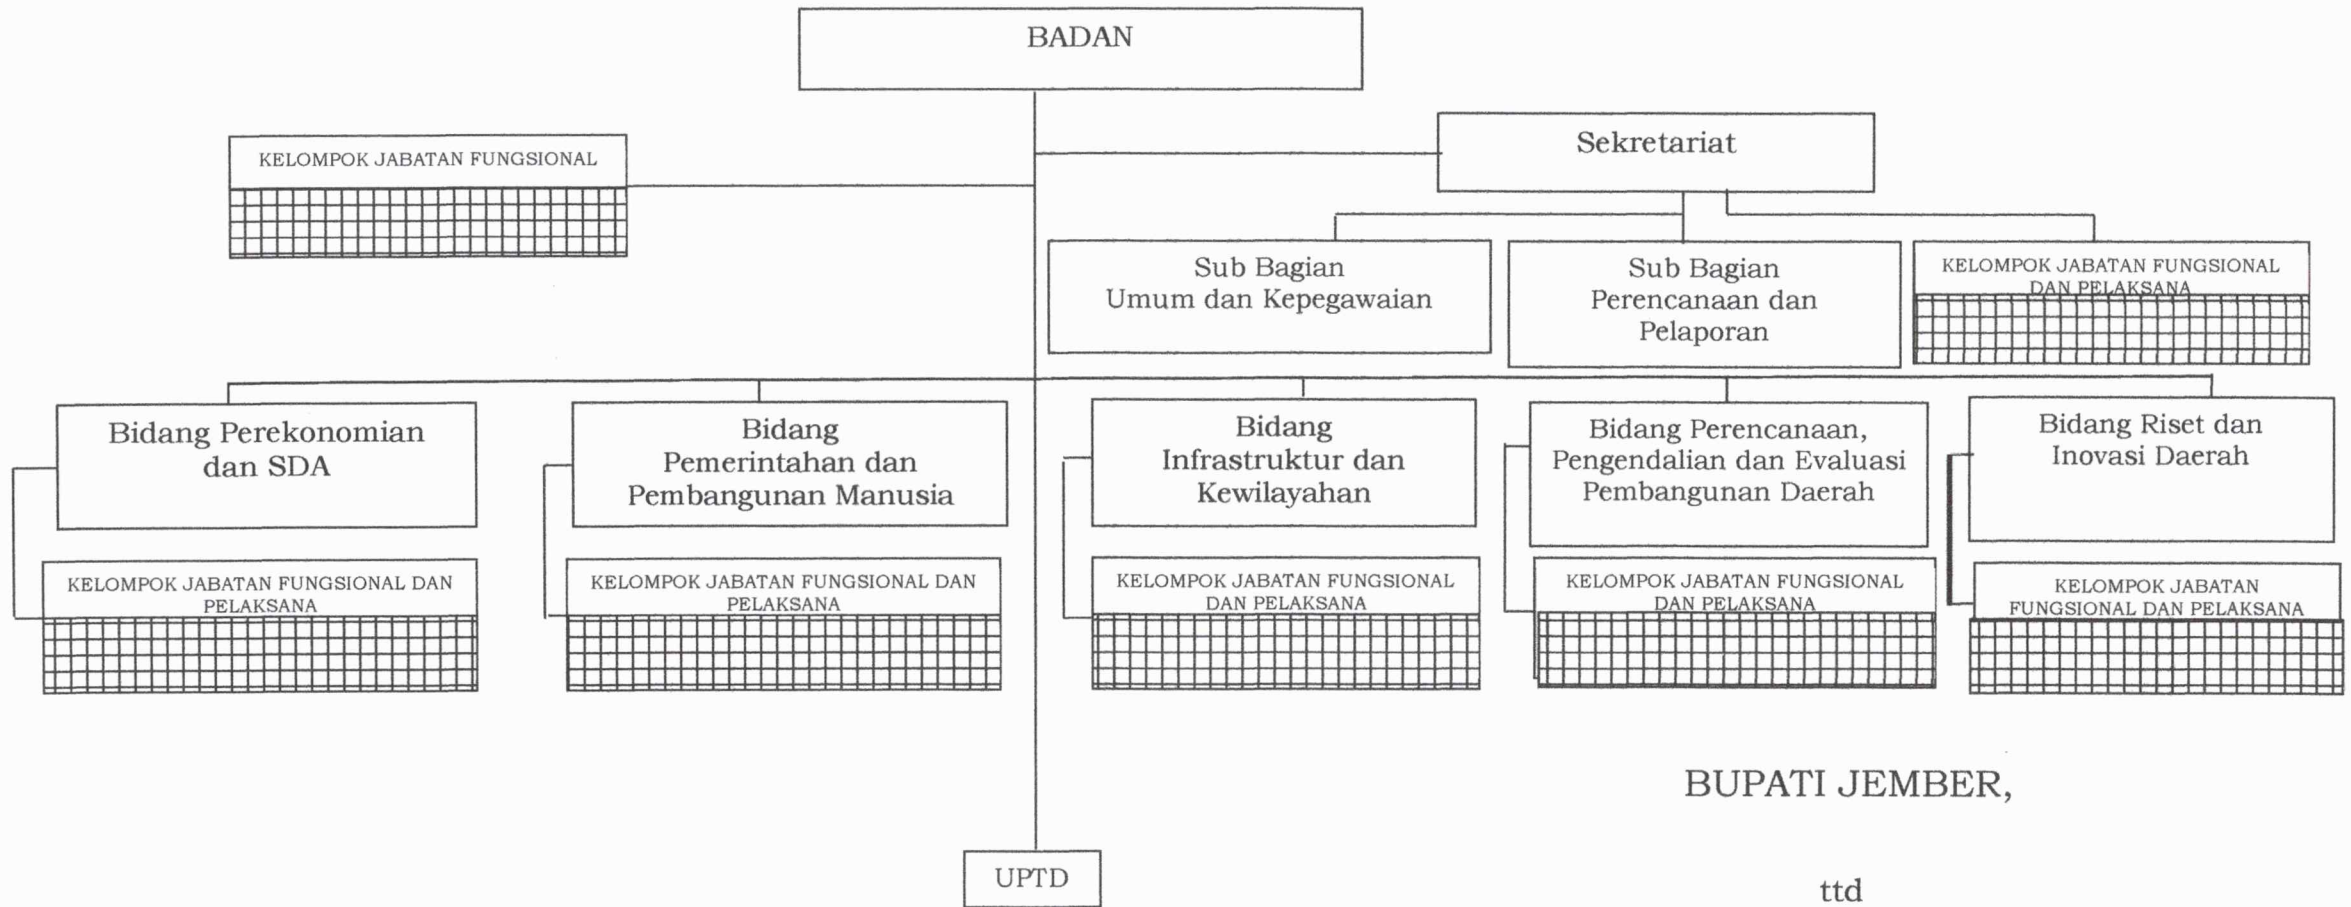 BADAN
KELOMPOK JABATAN FUNGSIONAL
Sekretariat
Sub Bagian
Umum dan Kepegawaian
Sub Bagian
Perencanaan dan
Pelaporan
KELOMPOK JABATAN FUNGSIONAL
DAN PELAKSANA
Bidang Perekonomian
dan SDA
Bidang
Pemerintahan dan
Pembangunan Manusia
Bidang
Infrastruktur dan
Kewilayahan
Bidang Perencanaan,
Pengendalian dan Evaluasi
Pembangunan Daerah
Bidang Riset dan
Inovasi Daerah
KELOMPOK JABATAN FUNGSIONAL DAN
PELAKSANA
KELOMPOK JABATAN FUNGSIONAL DAN
PELAKSANA
KELOMPOK JABATAN FUNGSIONAL
DAN PELAKSANA
KELOMPOK JABATAN FUNGSIONAL
DAN PELAKSANA
KELOMPOK JABATAN
FUNGSIONAL DAN PELAKSANA
BUPATI JEMBER,
UPTD
ttd